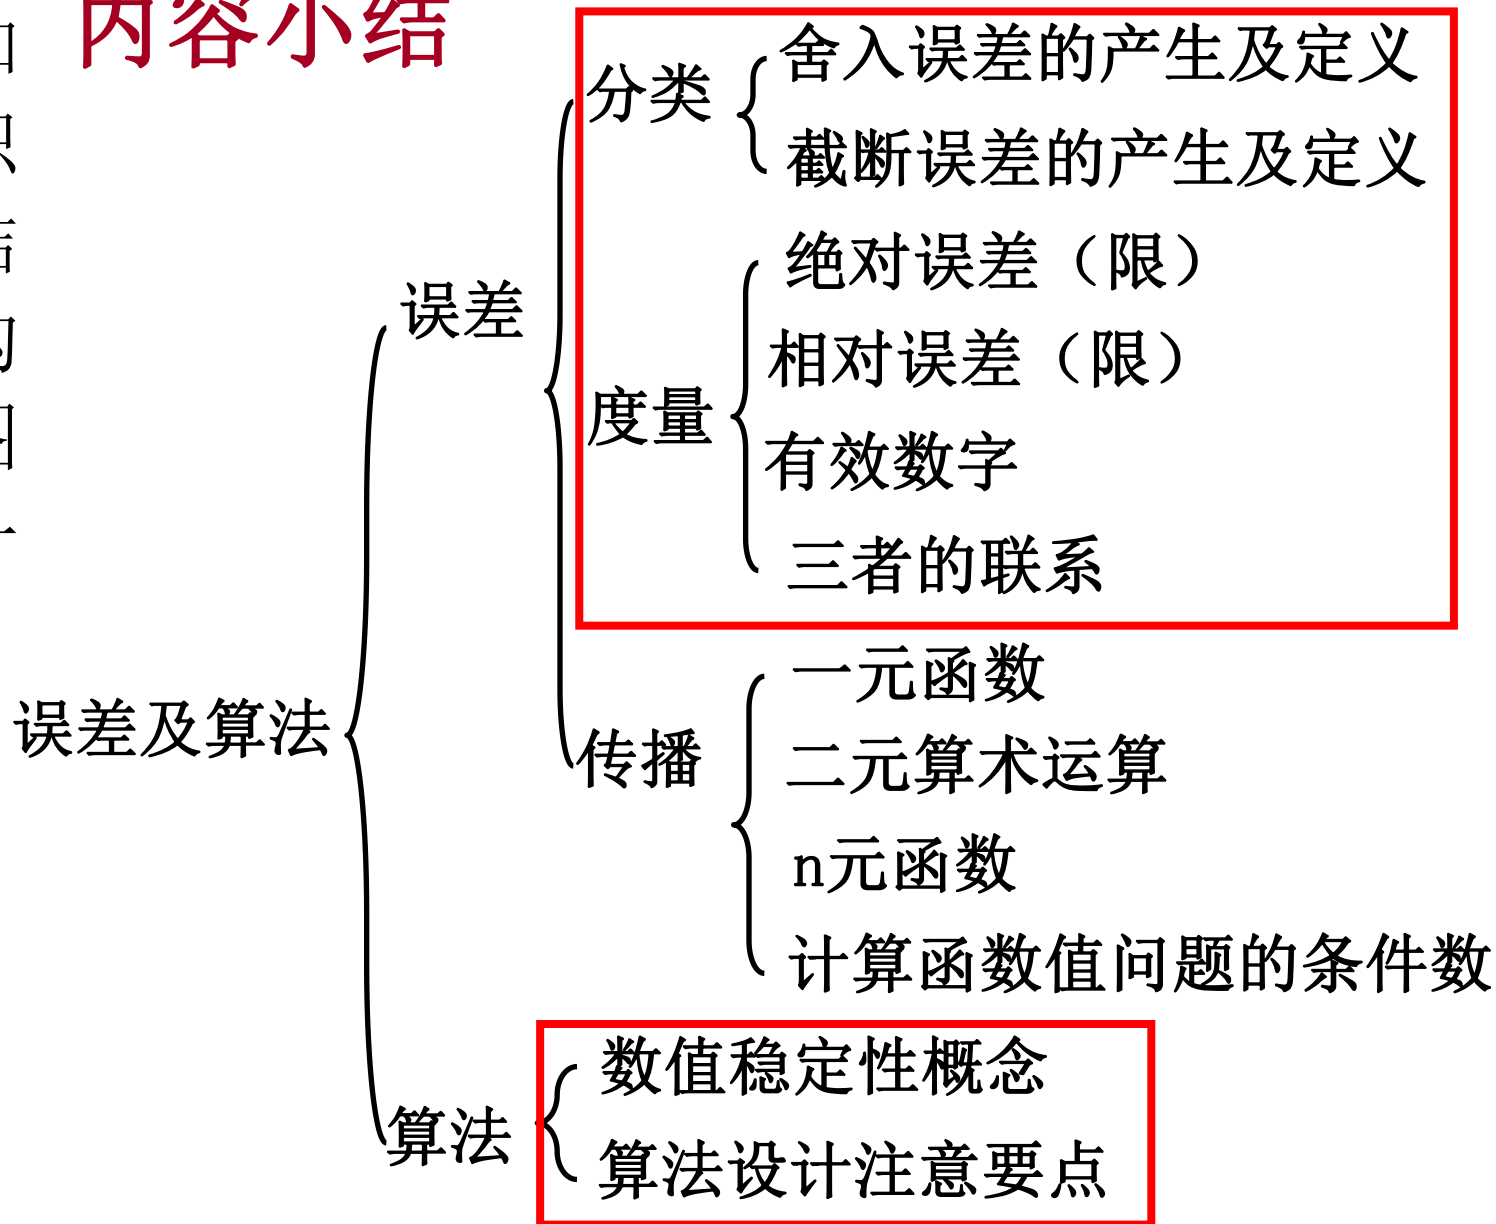 内容小结
分类
舍入误差的产生及定义
截断误差的产生及定义
误差
度量
绝对误差（限）
相对误差（限）
有效数字
三者的联系
误差及算法
传播
一元函数
二元算术运算
n元函数
计算函数值问题的条件数
算法
数值稳定性概念
算法设计注意要点